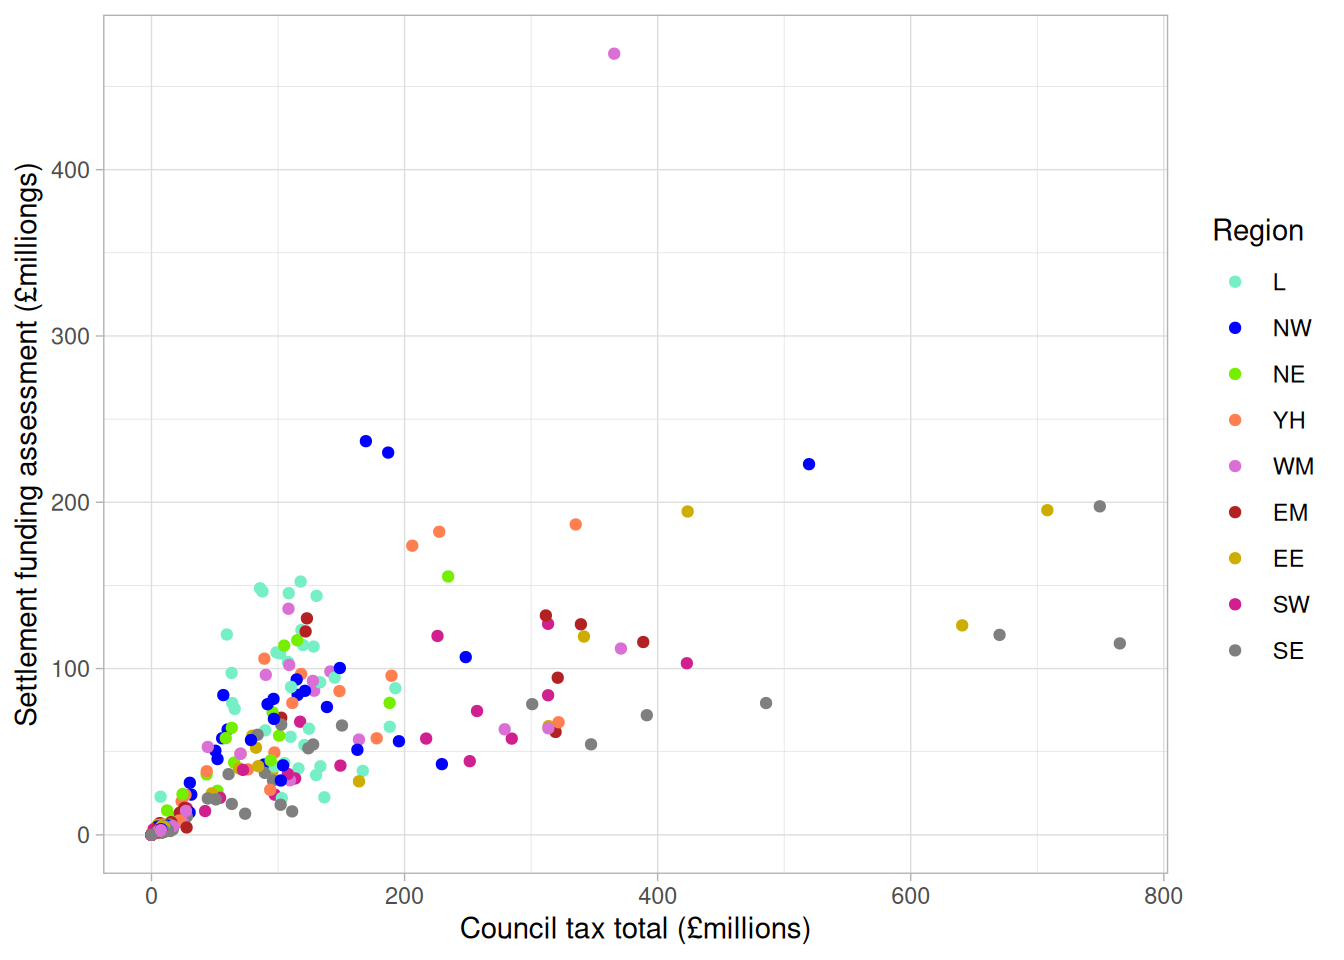 Settlement funding assessment (£milliongs)
400
300
200
100
0
0 200 400 600 800
Council tax total (£millions)
Region
L
NW
NE
YH
WM
EM
EE
SW
SE